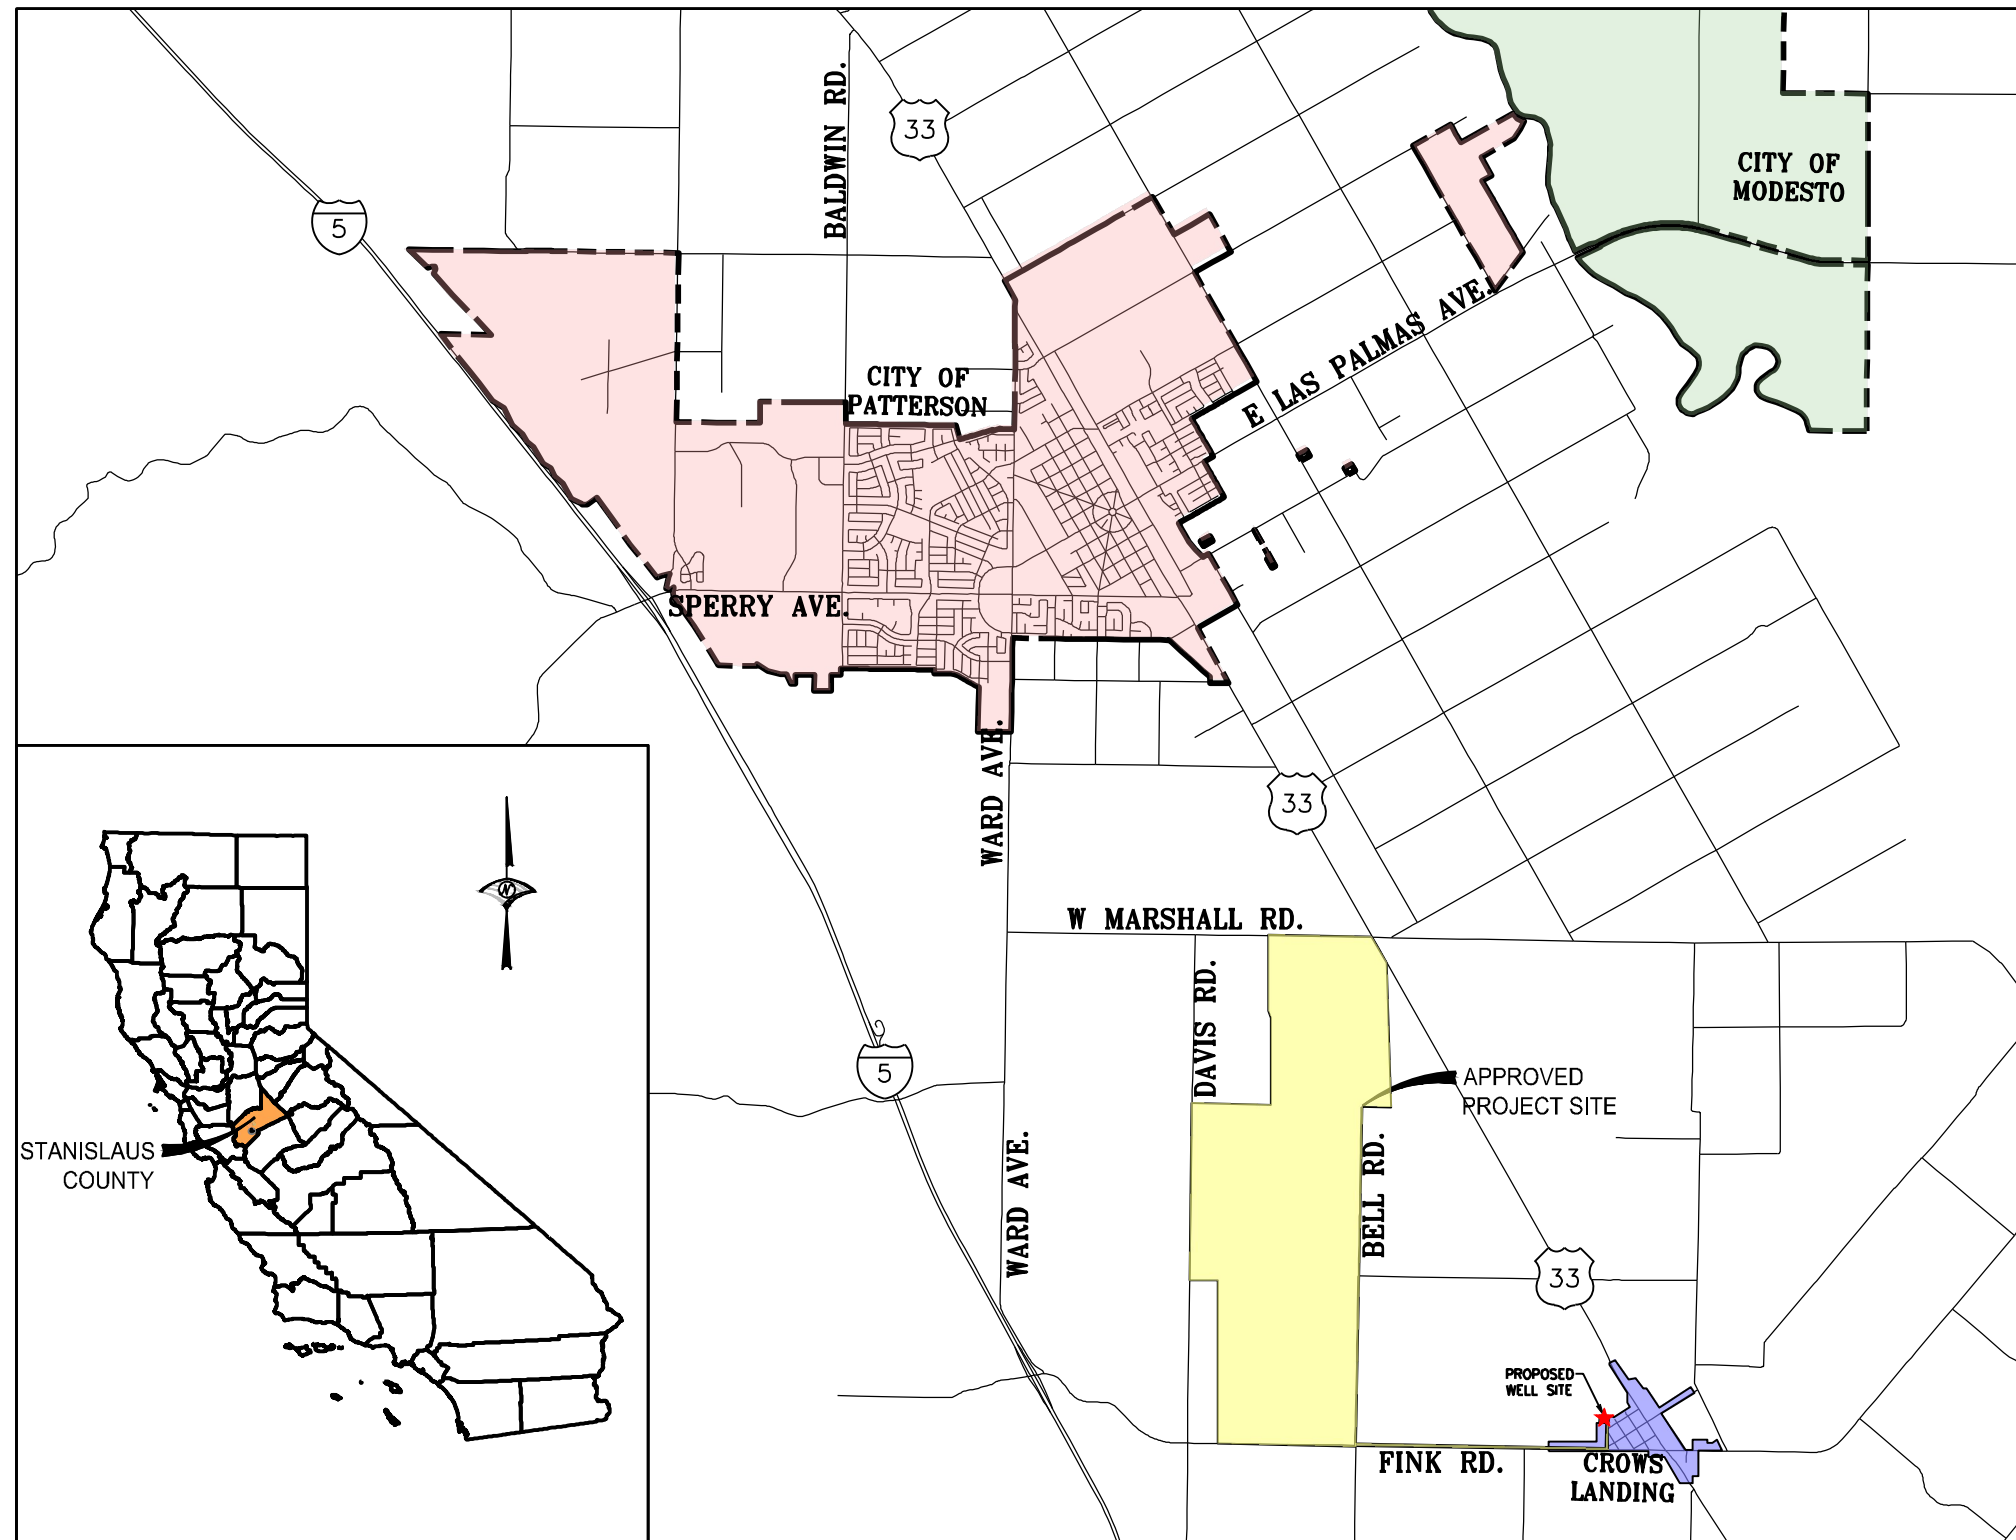 BALDWIN RD.
33
CITY OF
MODESTO
5
E LAS PALMAS AVE.
CITY OF
PATTERSON
SPERRY AVE.
WARD AVE.
33
W MARSHALL RD.
N
DAVIS RD.
5
APPROVED
PROJECT SITE
STANISLAUS
COUNTY
WARD AVE.
BELL RD.
33
PROPOSED
WELL SITE
FINK RD.
CROWS
LANDING